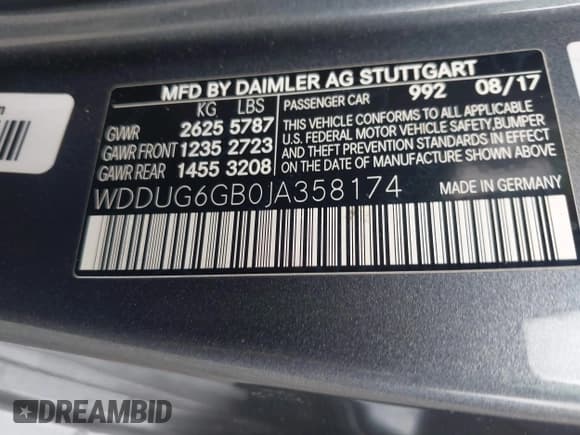 MFD BY DAIMLER AG STUTTGART
KG LBS
GVWR 2625 5787
GAWR FRONT 1235 2723
GAWR REAR 1455 3208
PASSENGER CAR 992 08/17
THIS VEHICLE CONFORMS TO ALL APPLICABLE
U.S. FEDERAL MOTOR VEHICLE SAFETY, BUMPER,
AND THEFT PREVENTION STANDARDS IN EFFECT
ON THE DATE OF MANUFACTURE SHOWN ABOVE.
WDDUG6GB0JA358174 MADE IN GERMANY
DREAMBID